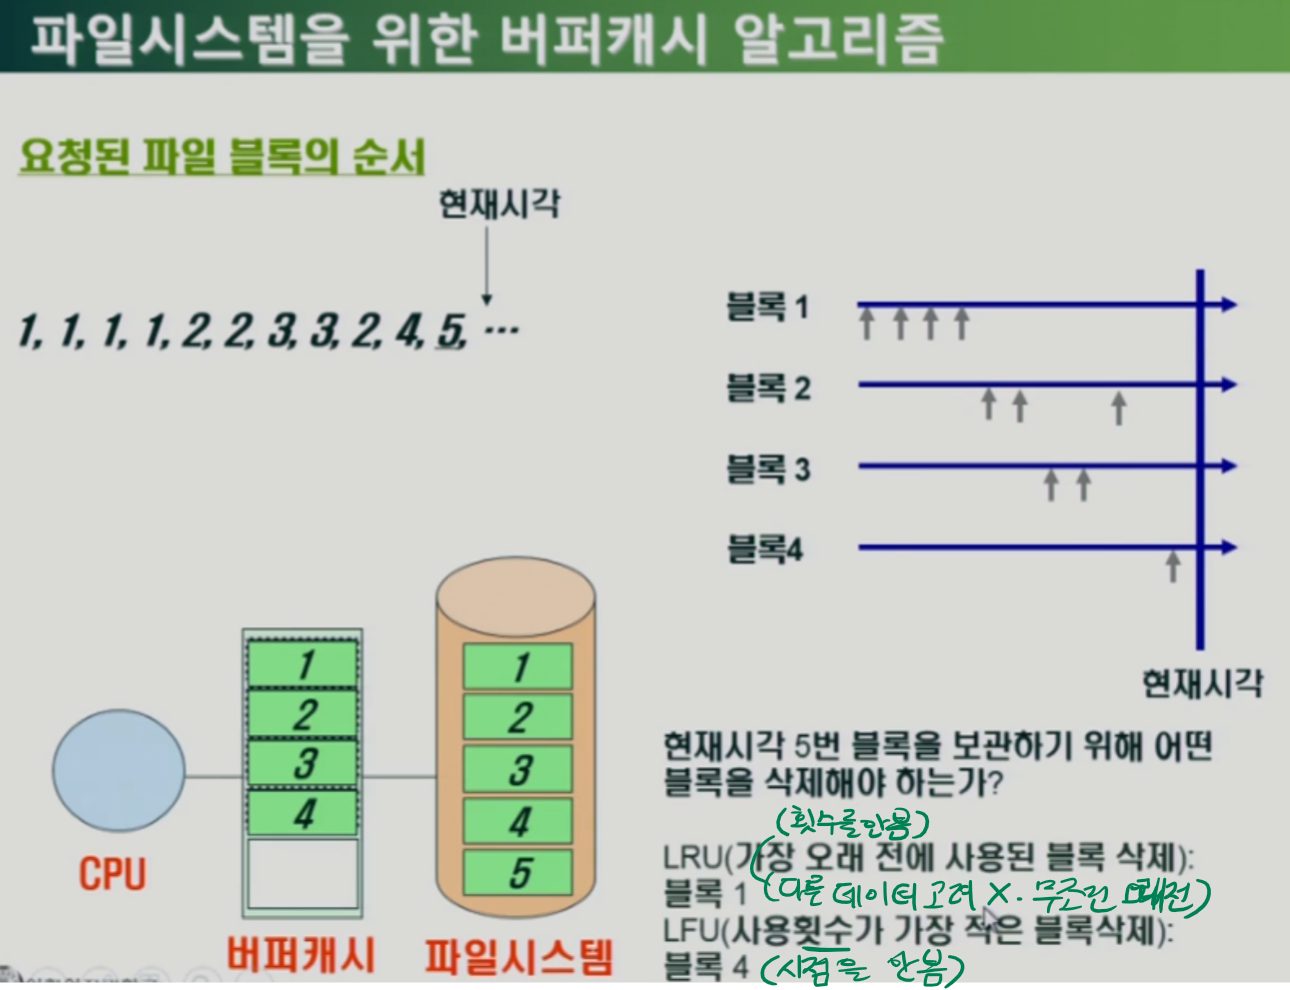 파일시스템을 위한 버퍼캐시 알고리즘
요청된 파일 블록의 순서
현재시각
1, 1, 1, 1, 2, 2, 3, 3, 2, 4, 5, ···
블록 1
블록 2
블록 3
블록4
현재시각
1
2
3
4
CPU
버퍼캐시
1
2
3
4
5
파일시스템
현재시각 5번 블록을 보관하기 위해 어떤
블록을 삭제해야 하는가?
(횟수를 안봄)
LRU(가장 오래 전에 사용된 블록 삭제):
블록 1 (다른 데이터 고려 X. 무조건 오래전)
LFU(사용횟수가 가장 적은 블록삭제):
블록 4 (시점을 안봄)